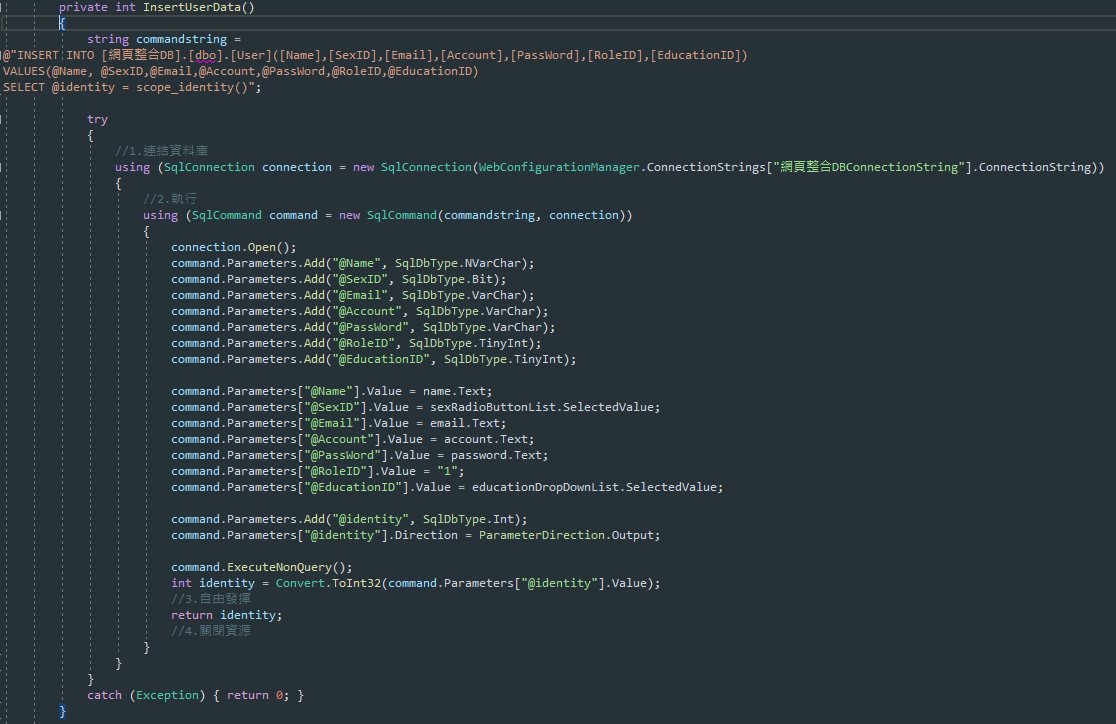 private int InsertUserData()
{
string commandstring =
@"INSERT INTO [網頁整合DB].[dbo].[User]([Name],[SexID],[Email],[Account],[PassWord],[RoleID],[EducationID])
VALUES(@Name, @SexID,@Email,@Account,@PassWord,@RoleID,@EducationID)
SELECT @identity = scope_identity()";
try
{
//1.連結資料庫
using (SqlConnection connection = new SqlConnection(WebConfigurationManager.ConnectionStrings["網頁整合DBConnectionString"].ConnectionString))
{
//2.執行
using (SqlCommand command = new SqlCommand(commandstring, connection))
{
connection.Open();
command.Parameters.Add("@Name", SqlDbType.NVarChar);
command.Parameters.Add("@SexID", SqlDbType.Bit);
command.Parameters.Add("@Email", SqlDbType.VarChar);
command.Parameters.Add("@Account", SqlDbType.VarChar);
command.Parameters.Add("@PassWord", SqlDbType.VarChar);
command.Parameters.Add("@RoleID", SqlDbType.TinyInt);
command.Parameters.Add("@EducationID", SqlDbType.TinyInt);
command.Parameters["@Name"].Value = name.Text;
command.Parameters["@SexID"].Value = sexRadioButtonList.SelectedValue;
command.Parameters["@Email"].Value = email.Text;
command.Parameters["@Account"].Value = account.Text;
command.Parameters["@PassWord"].Value = password.Text;
command.Parameters["@RoleID"].Value = "1";
command.Parameters["@EducationID"].Value = educationDropDownList.SelectedValue;
command.Parameters.Add("@identity", SqlDbType.Int);
command.Parameters["@identity"].Direction = ParameterDirection.Output;
command.ExecuteNonQuery();
int identity = Convert.ToInt32(command.Parameters["@identity"].Value);
//3.自由發揮
return identity;
//4.關閉資源
}
}
}
catch (Exception) { return 0; }
}